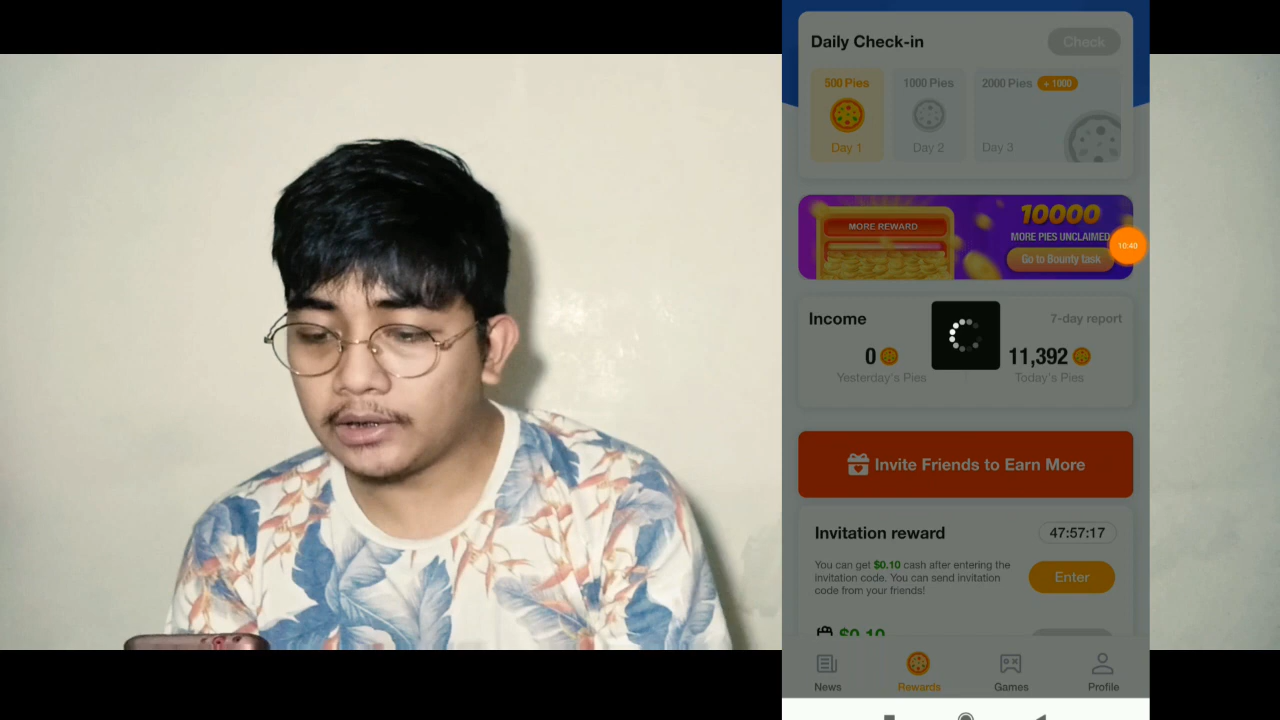 Daily Check-in
Check
500 Pies
1000 Pies
2000 Pies
+ 1000
Day 1
Day 2
Day 3
MORE REWARD
10000
MORE PIES UNCLAIMED
Go to Bounty task
10:40
Income
7-day report
0
11,392
Yesterday's Pies
Today's Pies
Invite Friends to Earn More
Invitation reward
47:57:17
You can get $0.10 cash after entering the
invitation code. You can send invitation
code from your friends!
Enter
$0.10
News
Rewards
Games
Profile